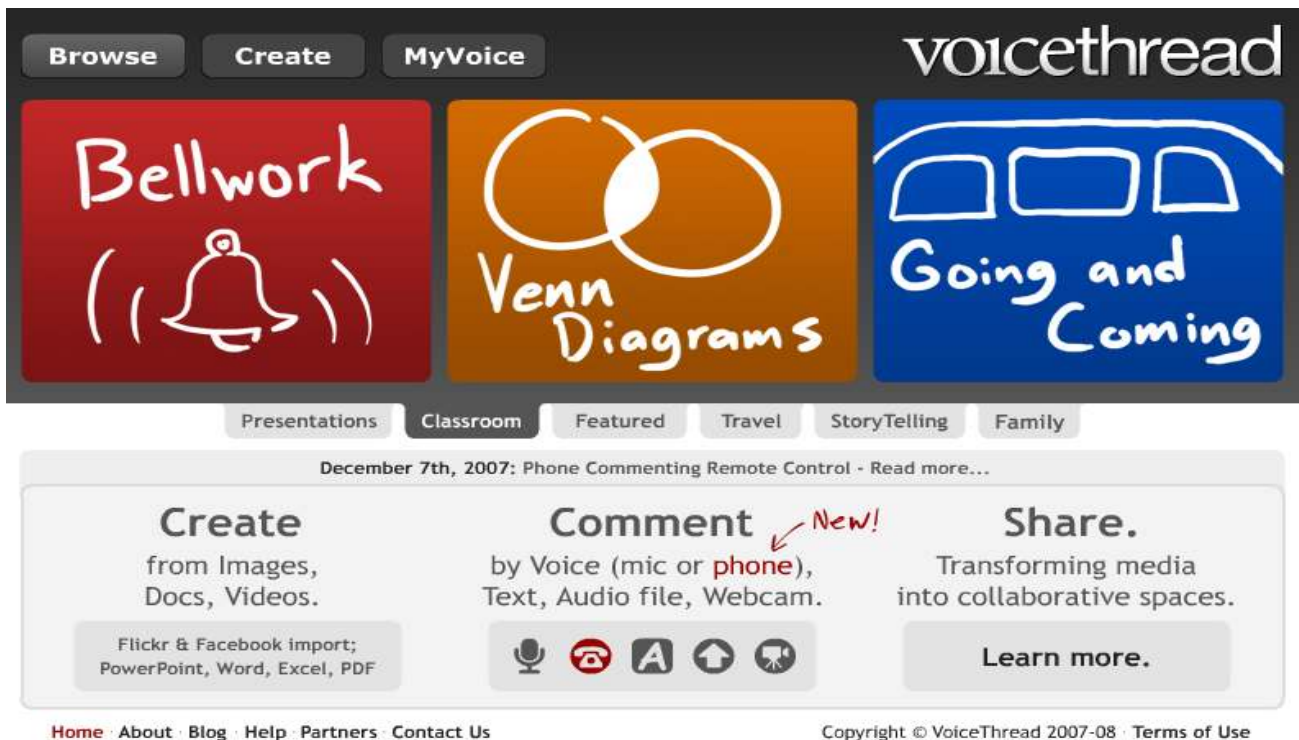 Browse Create MyVoice voicethread
Bellwork
Venn
Diagrams
Going and
Coming
Presentations Classroom Featured Travel StoryTelling Family
December 7th, 2007: Phone Commenting Remote Control - Read more...
Create
from Images,
Docs, Videos.
Flickr & Facebook import;
PowerPoint, Word, Excel, PDF
Comment
New!
by Voice (mic or phone),
Text, Audio file, Webcam.
A
Share.
Transforming media
into collaborative spaces.
Learn more.
Home · About · Blog · Help · Partners · Contact Us
Copyright © VoiceThread 2007-08 · Terms of Use